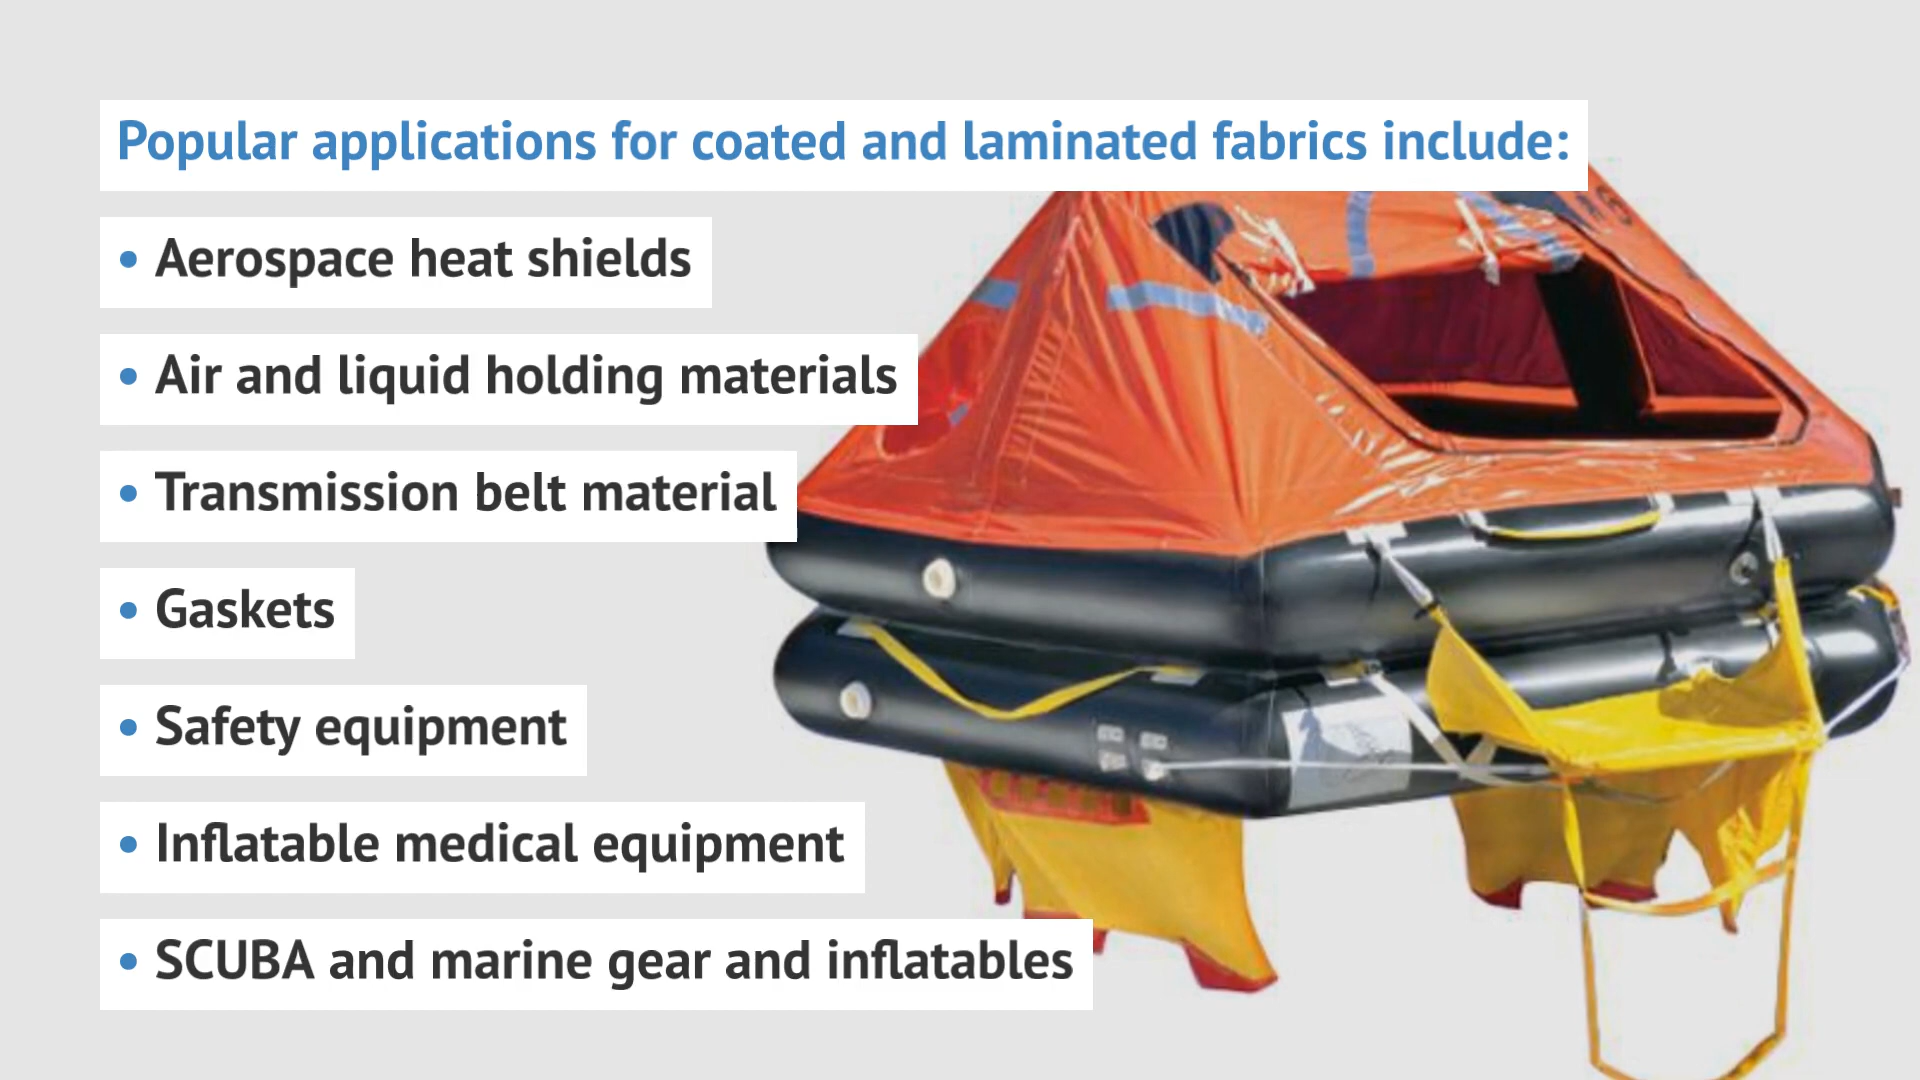 Popular applications for coated and laminated fabrics include:
• Aerospace heat shields
• Air and liquid holding materials
• Transmission belt material
• Gaskets
• Safety equipment
• Inflatable medical equipment
• SCUBA and marine gear and inflatables